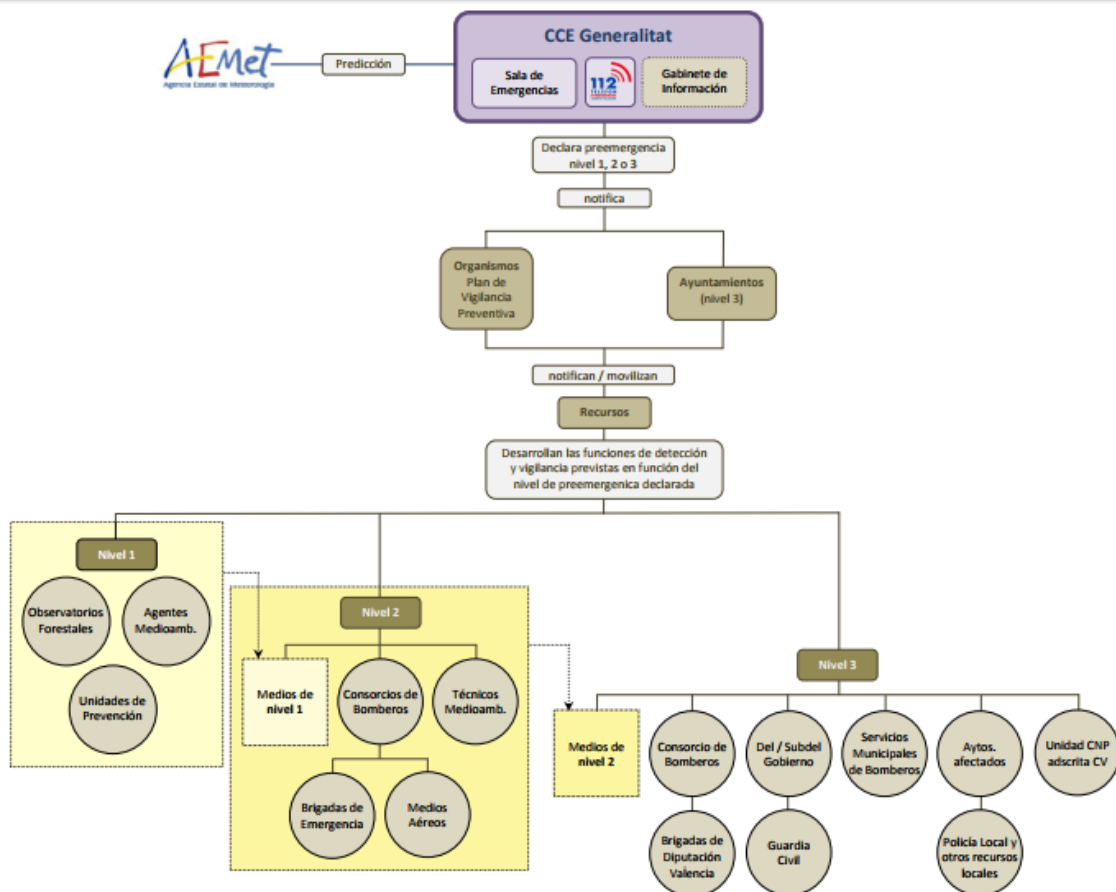 CCE Generalitat
AEMet
Agencia Estatal de Meteorología
Predicción
Sala de
Emergencias
112
Gabinete de
Información
Declara preemergencia
nivel 1, 2 o 3
notifica
Organismos
Plan de
Vigilancia
Preventiva
Ayuntamientos
(nivel 3)
notifican / movilizan
Recursos
Desarrollan las funciones de detección
y vigilancia previstas en función del
nivel de preemergenica declarada
Nivel 1
Observatorios
Forestales
Agentes
Medioamb.
Unidades de
Prevención
Nivel 2
Medios de
nivel 1
Consorcios de
Bomberos
Técnicos
Medioamb.
Brigadas de
Emergencia
Medios
Aéreos
Nivel 3
Medios de
nivel 2
Consorcio de
Bomberos
Del / Subdel
Gobierno
Servicios
Municipales
de Bomberos
Aytos.
afectados
Unidad CNP
adscrita CV
Brigadas de
Diputación
Valencia
Guardia
Civil
Policía Local y
otros recursos
locales